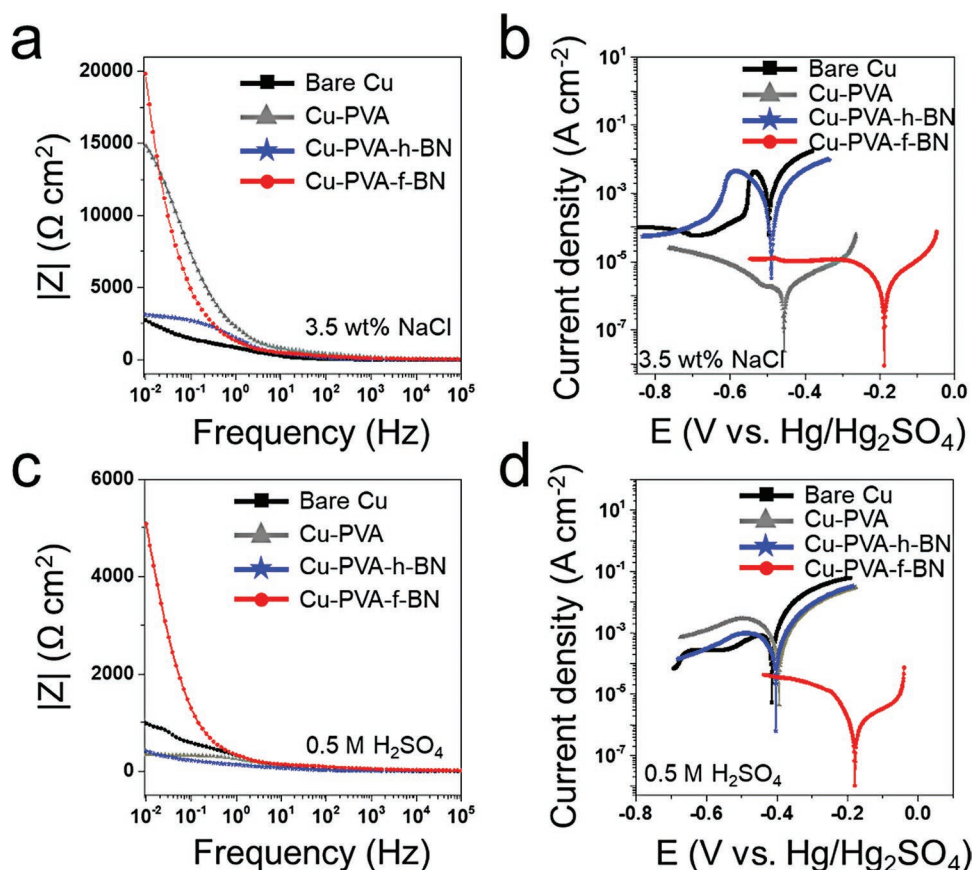 a
|Z| (Ω cm²)
20000
15000
10000
5000
0
Bare Cu
Cu-PVA
Cu-PVA-h-BN
Cu-PVA-f-BN
3.5 wt% NaCl
10⁻² 10⁻¹ 10⁰ 10¹ 10² 10³ 10⁴ 10⁵
Frequency (Hz)
b
Current density (A cm⁻²)
10¹
10⁻¹
10⁻³
10⁻⁵
10⁻⁷
Bare Cu
Cu-PVA
Cu-PVA-h-BN
Cu-PVA-f-BN
3.5 wt% NaCl
-0.8 -0.6 -0.4 -0.2 0.0
E (V vs. Hg/Hg₂SO₄)
c
|Z| (Ω cm²)
6000
4000
2000
0
Bare Cu
Cu-PVA
Cu-PVA-h-BN
Cu-PVA-f-BN
0.5 M H₂SO₄
10⁻² 10⁻¹ 10⁰ 10¹ 10² 10³ 10⁴ 10⁵
Frequency (Hz)
d
Current density (A cm⁻²)
10¹
10⁻¹
10⁻³
10⁻⁵
10⁻⁷
Bare Cu
Cu-PVA
Cu-PVA-h-BN
Cu-PVA-f-BN
0.5 M H₂SO₄
-0.8 -0.6 -0.4 -0.2 0.0
E (V vs. Hg/Hg₂SO₄)